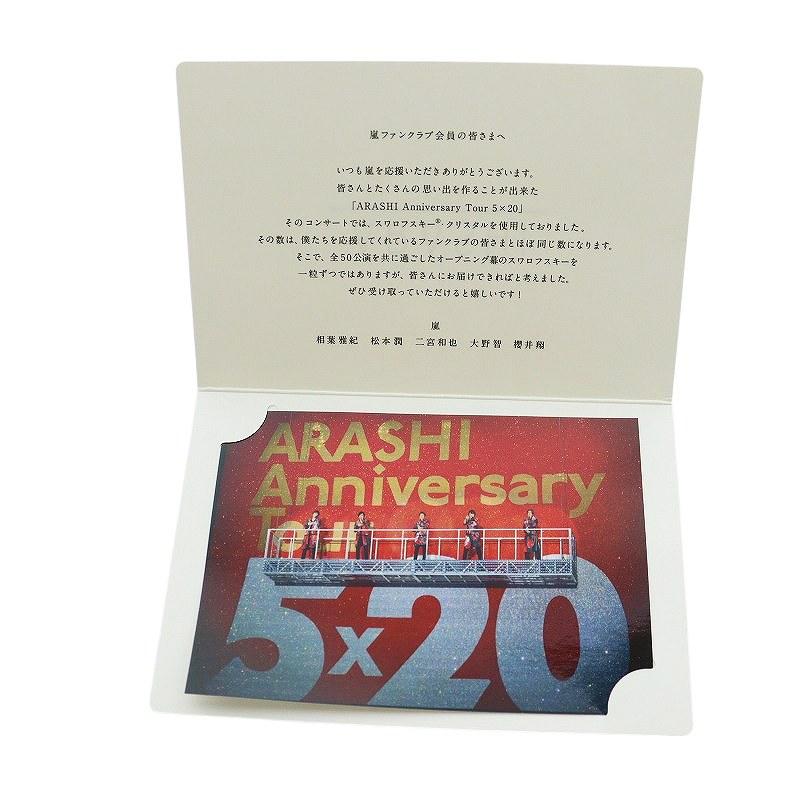 嵐ファンクラブ会員の皆さまへ
いつも嵐を応援いただきありがとうございます。
皆さんとたくさんの思い出を作ることが出来た
「ARASHI Anniversary Tour 5×20」
そのコンサートでは、スワロフスキー®・クリスタルを使用しておりました。
その数は、僕たちを応援してくれているファンクラブの皆さまとほぼ同じ数になります。
そこで、全50公演を共に過ごしたオープニング幕のスワロフスキーを
一粒ずつではありますが、皆さんにお届けできればと考えました。
ぜひ受け取っていただけると嬉しいです！
嵐
相葉雅紀　松本潤　二宮和也　大野智　櫻井翔
ARASHI
Anniversary
Tour
5x20